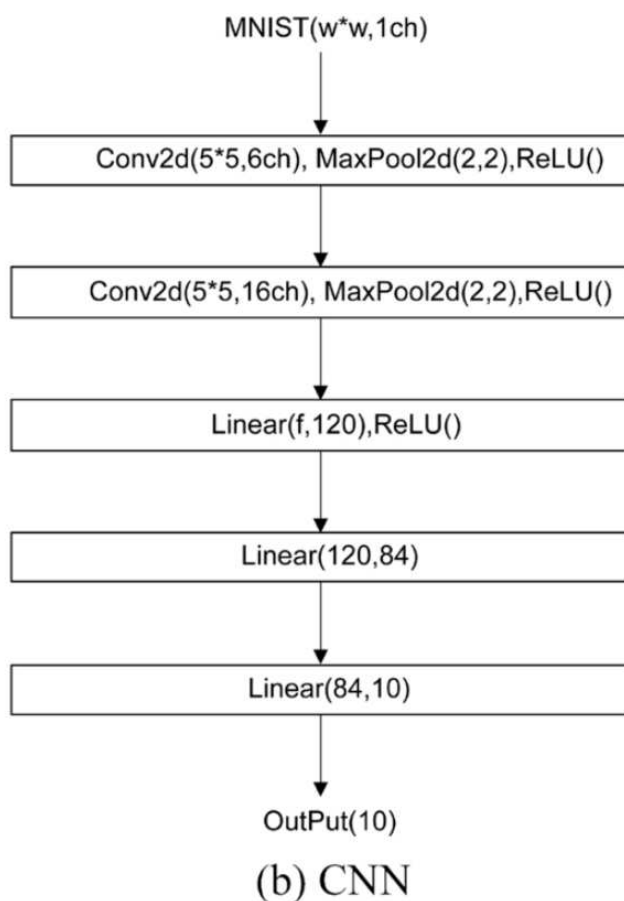 MNIST(w*w,1ch)
Conv2d(5*5,6ch), MaxPool2d(2,2),ReLU()
Conv2d(5*5,16ch), MaxPool2d(2,2),ReLU()
Linear(f,120),ReLU()
Linear(120,84)
Linear(84,10)
OutPut(10)
(b) CNN